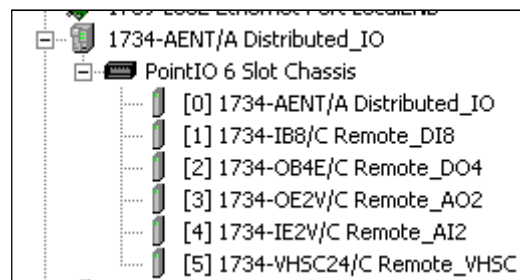 1734-AENT/A Distributed_IO
PointIO 6 Slot Chassis
[0] 1734-AENT/A Distributed_IO
[1] 1734-IB8/C Remote_DI8
[2] 1734-OB4E/C Remote_DO4
[3] 1734-OE2V/C Remote_AO2
[4] 1734-IE2V/C Remote_AI2
[5] 1734-VHSC24/C Remote_VHSC